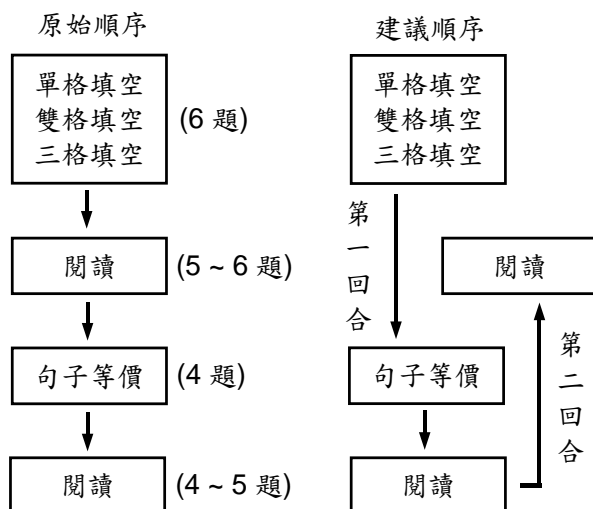 原始順序
單格填空
雙格填空
三格填空
(6 題)
閱讀
(5 ~ 6 題)
句子等價
(4 題)
閱讀
(4 ~ 5 題)
建議順序
單格填空
雙格填空
三格填空
第一回合
句子等價
閱讀
第二回合
閱讀